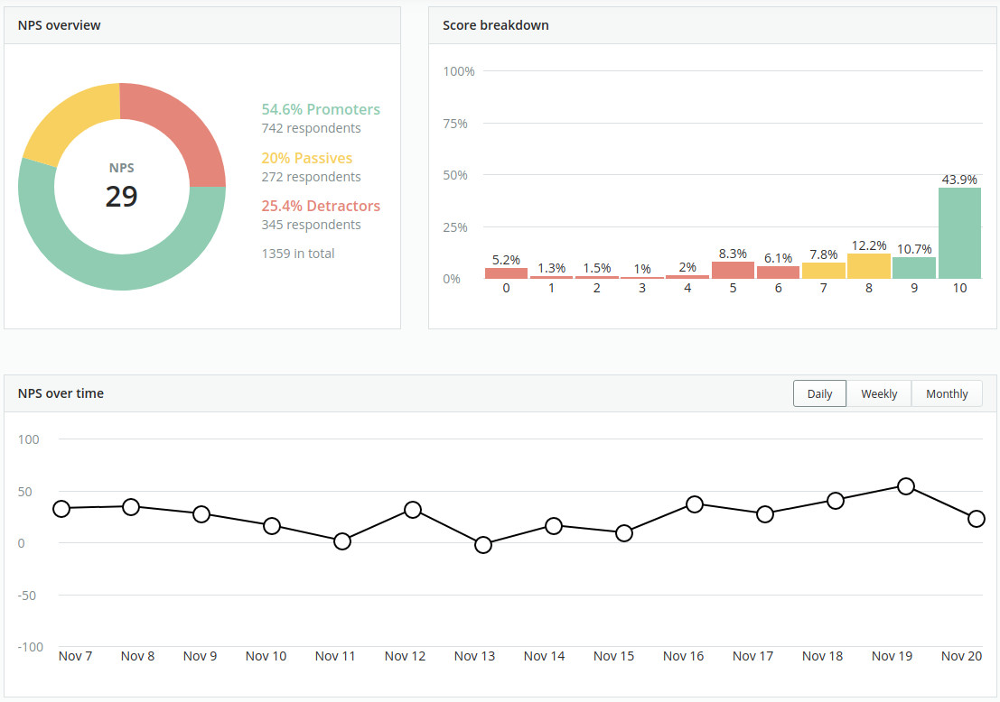 NPS overview
NPS
29
54.6% Promoters
742 respondents
20% Passives
272 respondents
25.4% Detractors
345 respondents
1359 in total
Score breakdown
100%
75%
50%
25%
0%
5.2% 1.3% 1.5% 1% 2% 8.3% 6.1% 7.8% 12.2% 10.7% 43.9%
0 1 2 3 4 5 6 7 8 9 10
NPS over time
Daily Weekly Monthly
100
50
0
-50
-100
Nov 7 Nov 8 Nov 9 Nov 10 Nov 11 Nov 12 Nov 13 Nov 14 Nov 15 Nov 16 Nov 17 Nov 18 Nov 19 Nov 20